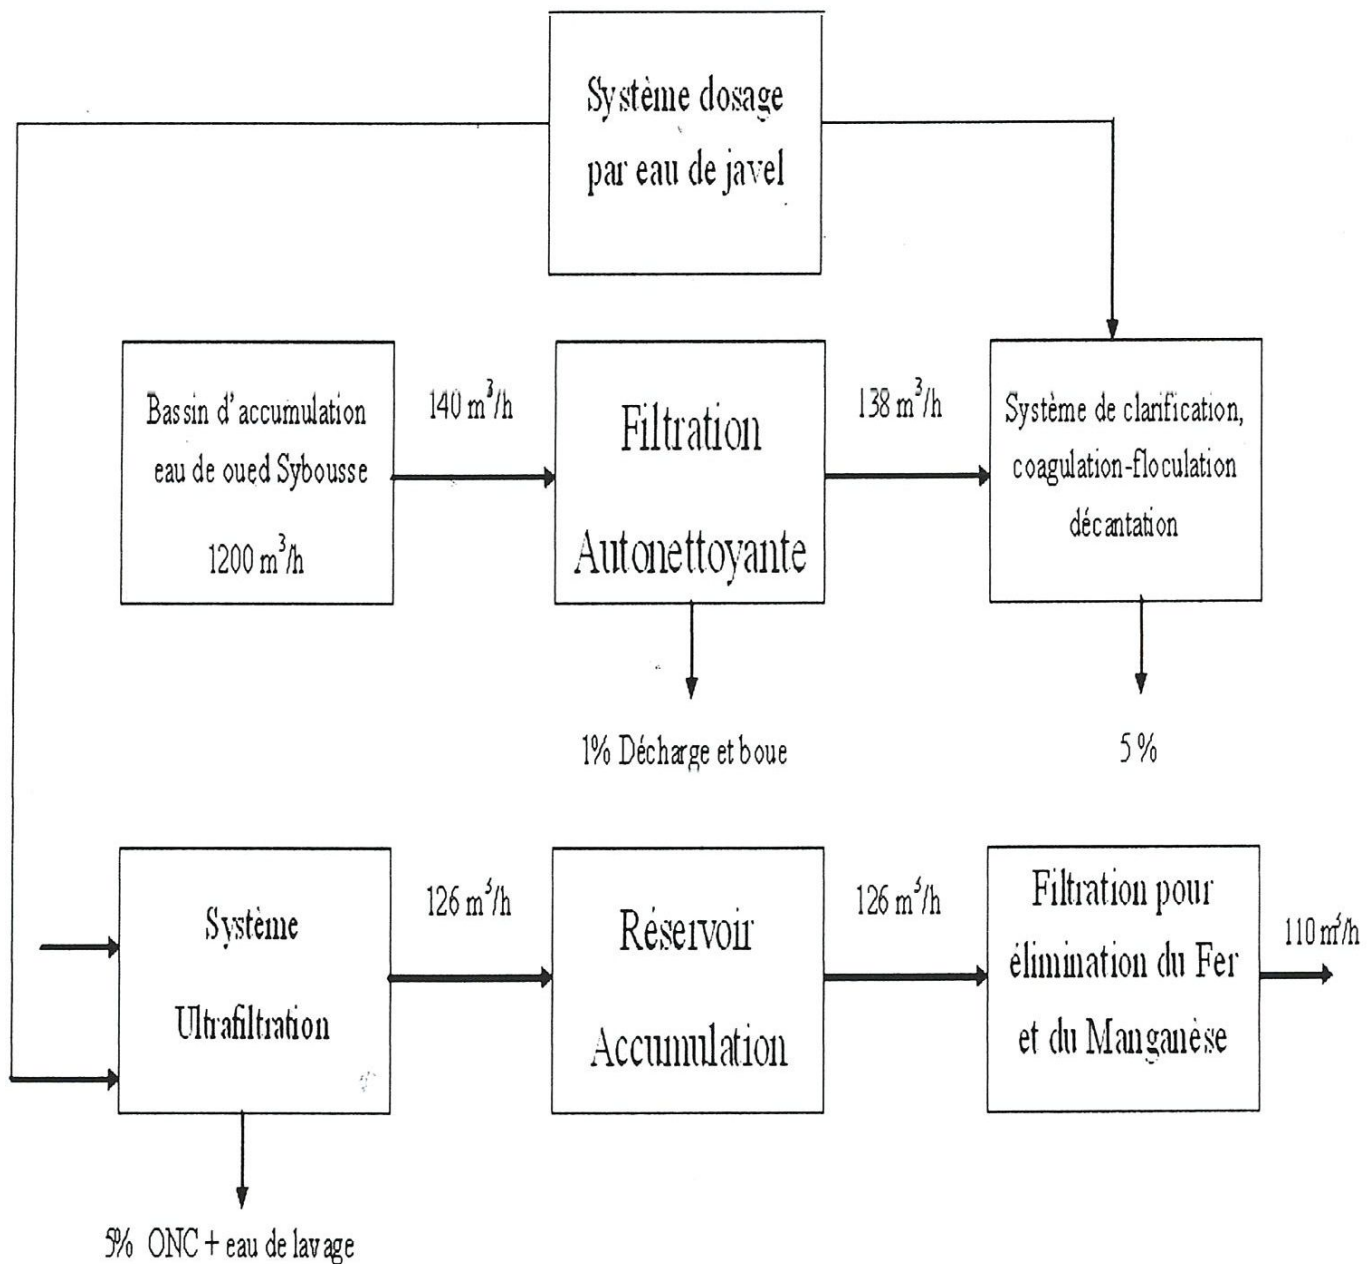 Système dosage
par eau de javel
Bassin d'accumulation
eau de oued Sybousse
1200 m³/h
140 m³/h
Filtration
Autonettoyante
138 m³/h
Système de clarification,
coagulation-floculation
décantation
1% Décharge et boue
5 %
Système
Ultrafiltration
126 m³/h
Réservoir
Accumulation
126 m³/h
Filtration pour
élimination du Fer
et du Manganèse
110 m³/h
5% ONC + eau de lavage